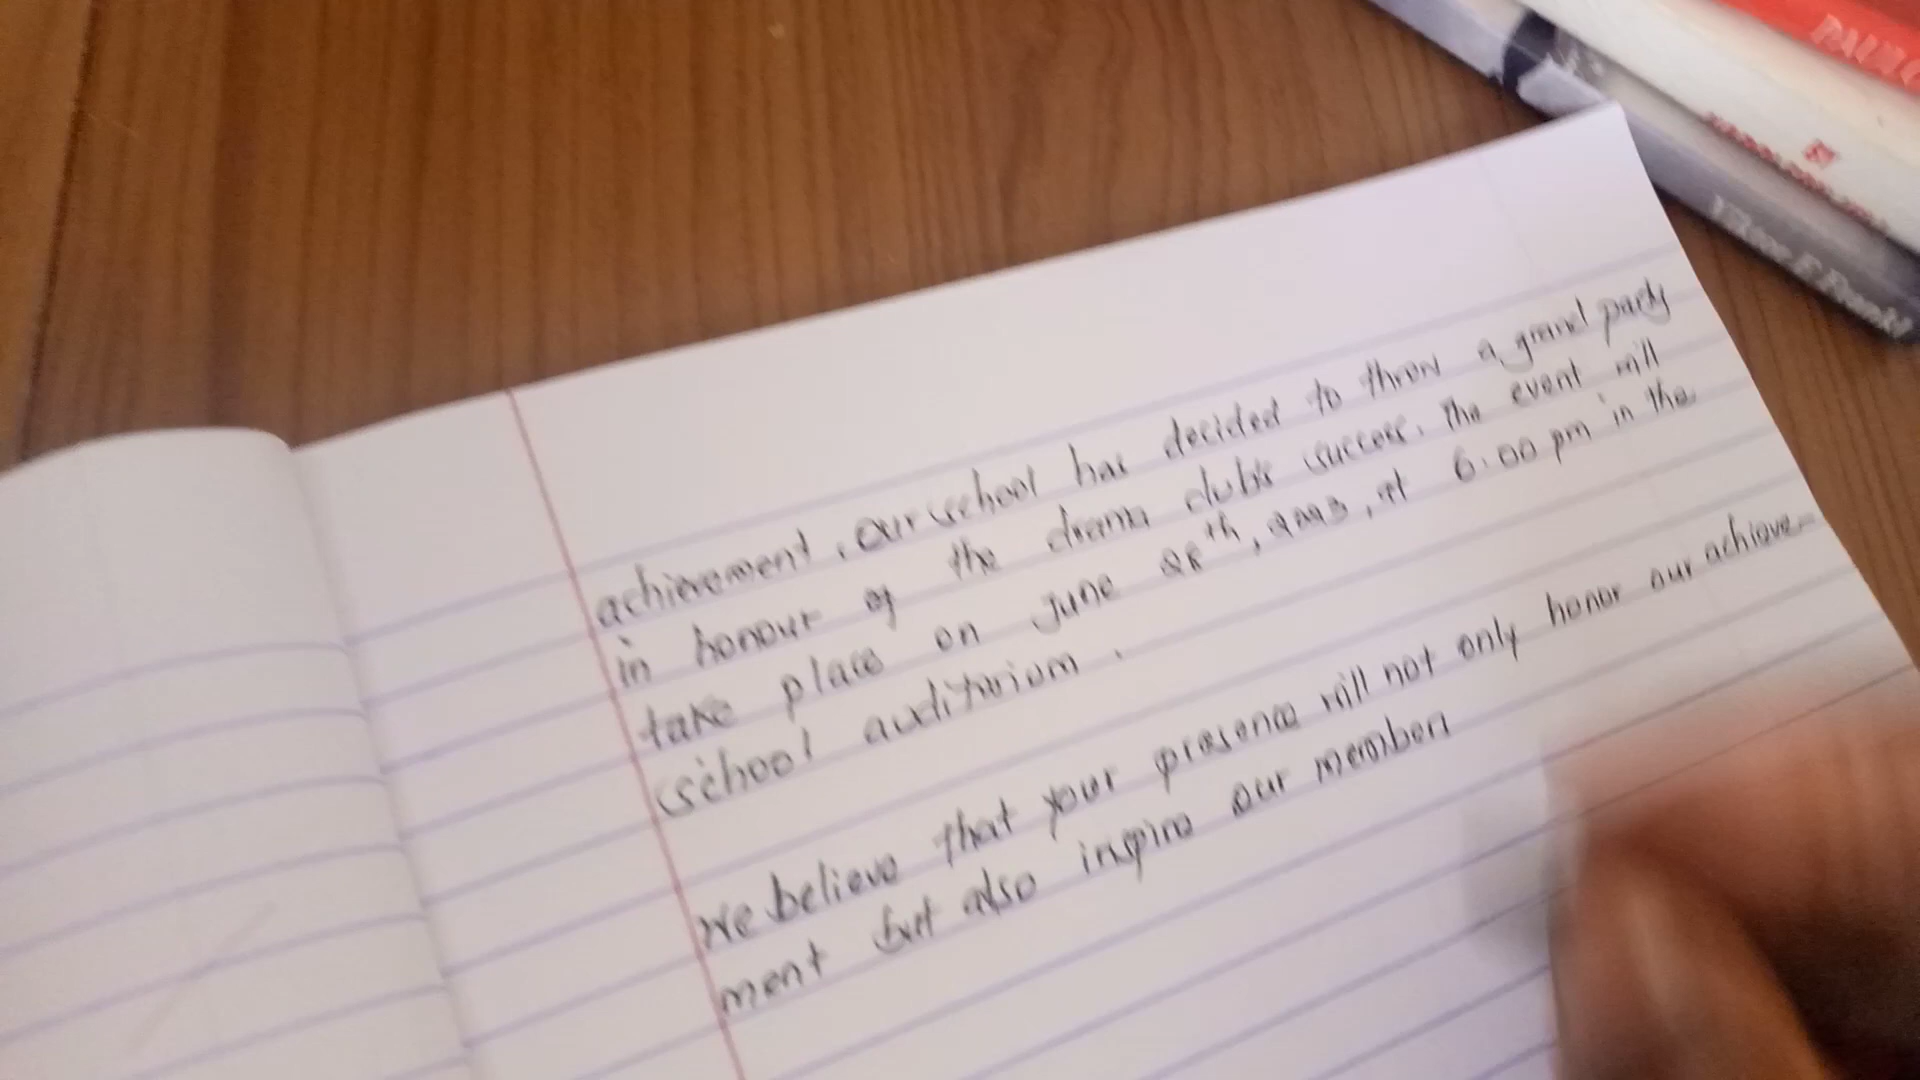 achievement, our school has decided to throw a grand party
in honour of the drama club's success. The event will
take place on June 28th, 2023, at 6:00 pm in the
school auditorium.
We believe that your presence will not only honor our achieve-
ment but also inspire our members
Viktor E Frankl